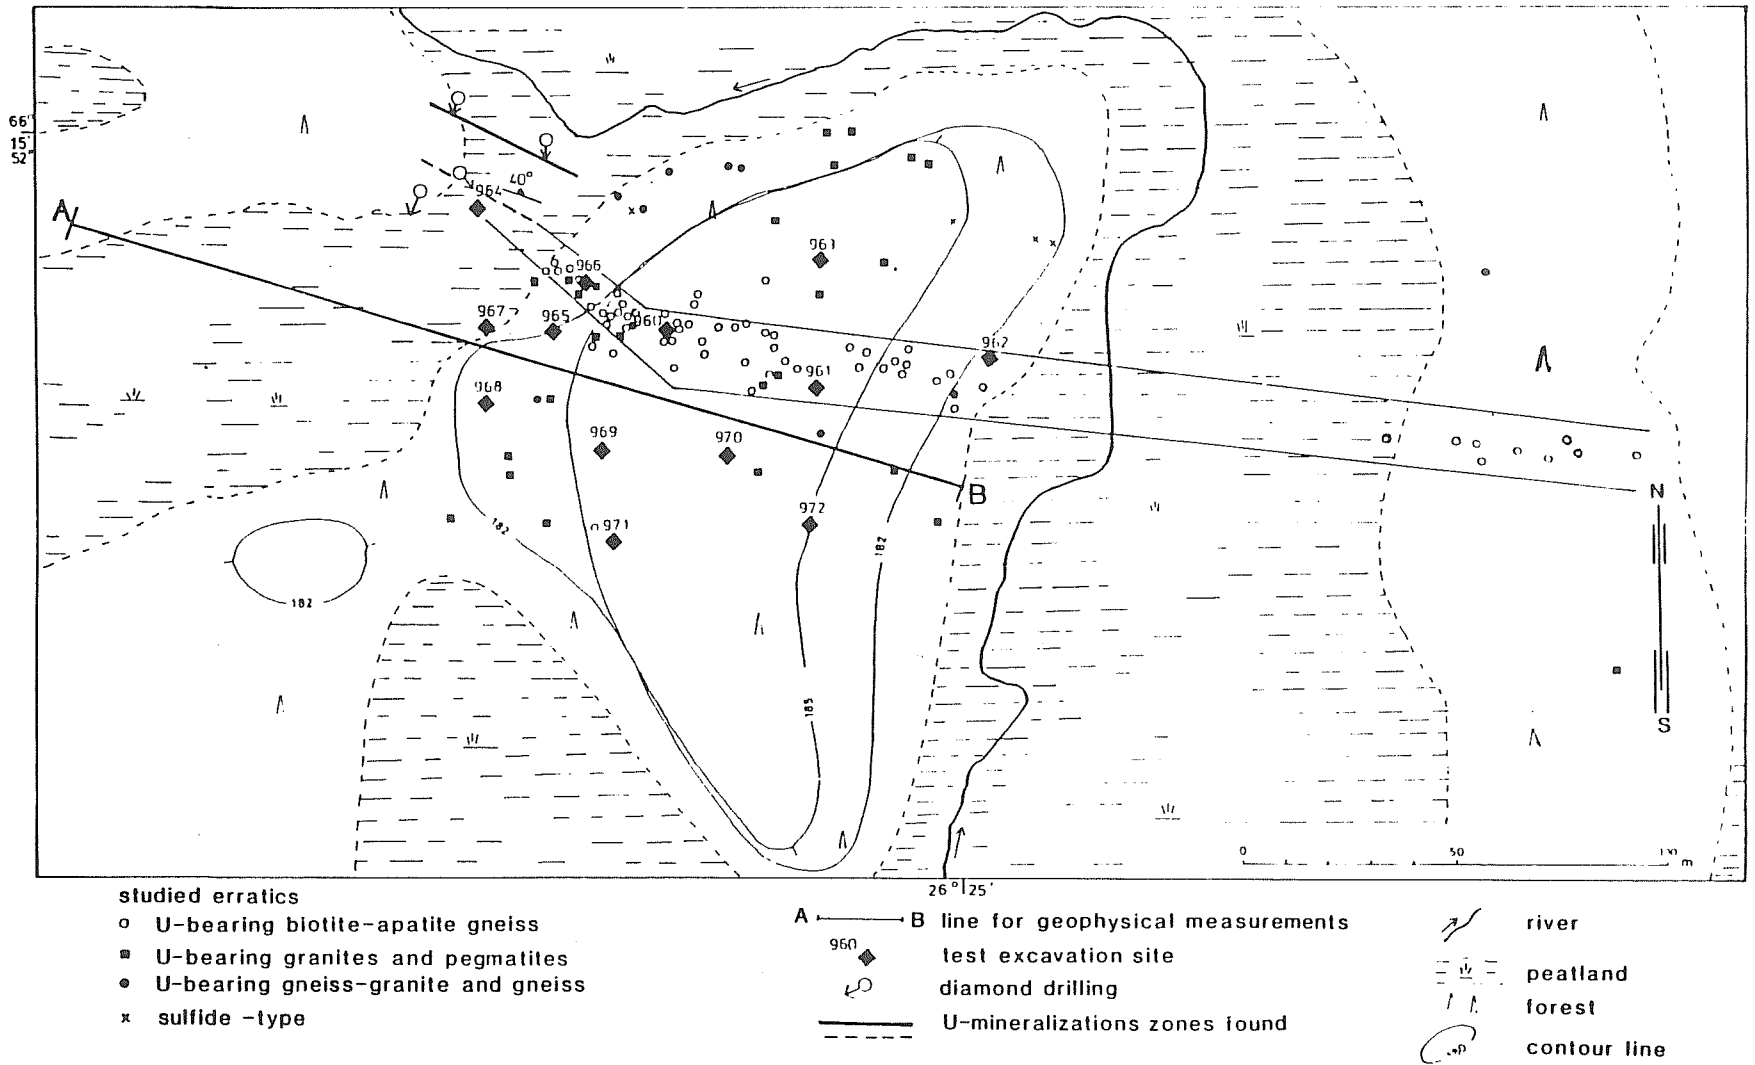 66°
15'
52"
A
964
40°
6
966
963
967
965
960
962
968
961
969
970
B
971
972
182
182
182
185
N
S
0 50 100 m
26° 25'
studied erratics
o U-bearing biotite-apatite gneiss
■ U-bearing granites and pegmatites
● U-bearing gneiss-granite and gneiss
x sulfide -type
A B line for geophysical measurements
960 test excavation site
diamond drilling
U-mineralizations zones found
river
peatland
forest
contour line